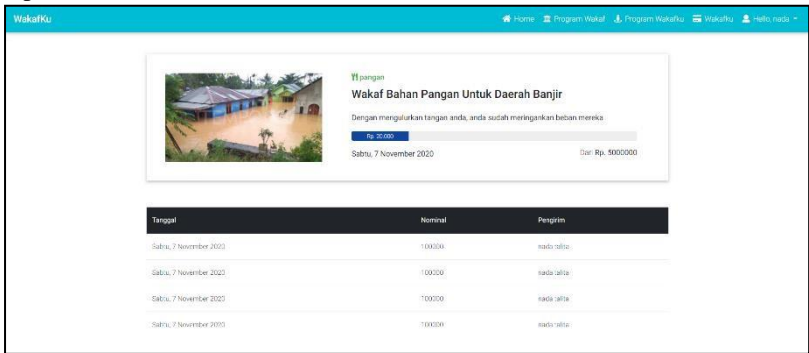 WakafKu
Home Program Wakaf Program Wakafku Wakafku Hello, nada
pangan
Wakaf Bahan Pangan Untuk Daerah Banjir
Dengan mengulurkan tangan anda, anda sudah meringankan beban mereka
Rp. 20.000
Sabtu, 7 November 2020 Dari Rp. 5000000
Tanggal Nominal Pengirim
Sabtu, 7 November 2020 100000 nada talita
Sabtu, 7 November 2020 100000 nada talita
Sabtu, 7 November 2020 100000 nada talita
Sabtu, 7 November 2020 100000 nada talita